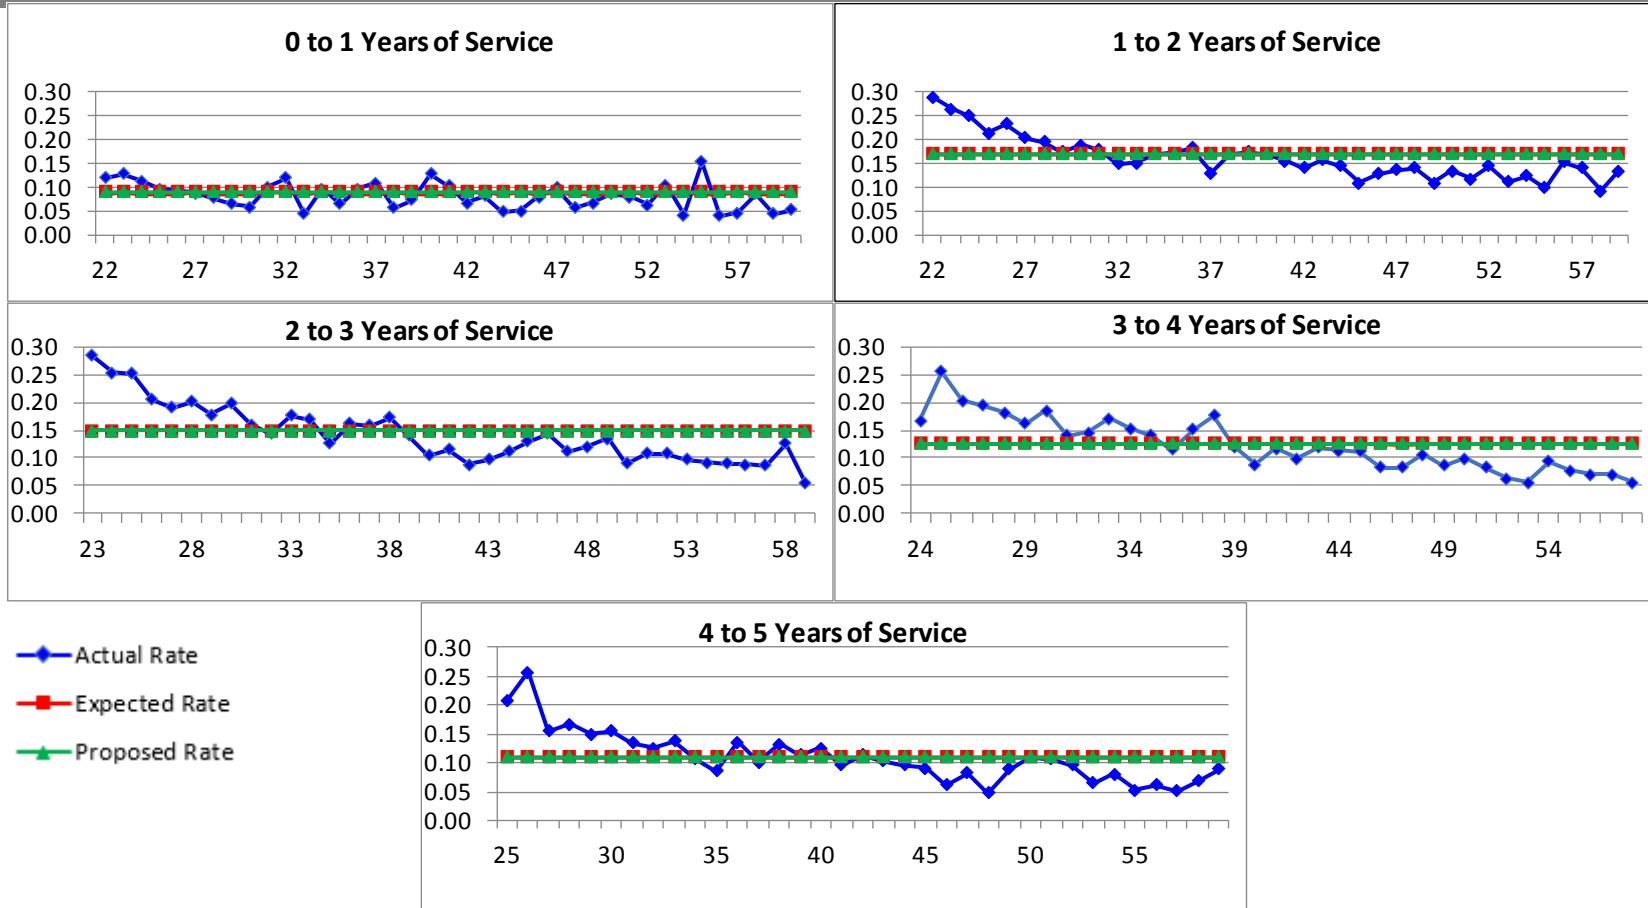 0 to 1 Years of Service
0.30
0.25
0.20
0.15
0.10
0.05
0.00
22 27 32 37 42 47 52 57
1 to 2 Years of Service
0.30
0.25
0.20
0.15
0.10
0.05
0.00
22 27 32 37 42 47 52 57
2 to 3 Years of Service
0.30
0.25
0.20
0.15
0.10
0.05
0.00
23 28 33 38 43 48 53 58
3 to 4 Years of Service
0.30
0.25
0.20
0.15
0.10
0.05
0.00
24 29 34 39 44 49 54
Actual Rate
Expected Rate
Proposed Rate
4 to 5 Years of Service
0.30
0.25
0.20
0.15
0.10
0.05
0.00
25 30 35 40 45 50 55